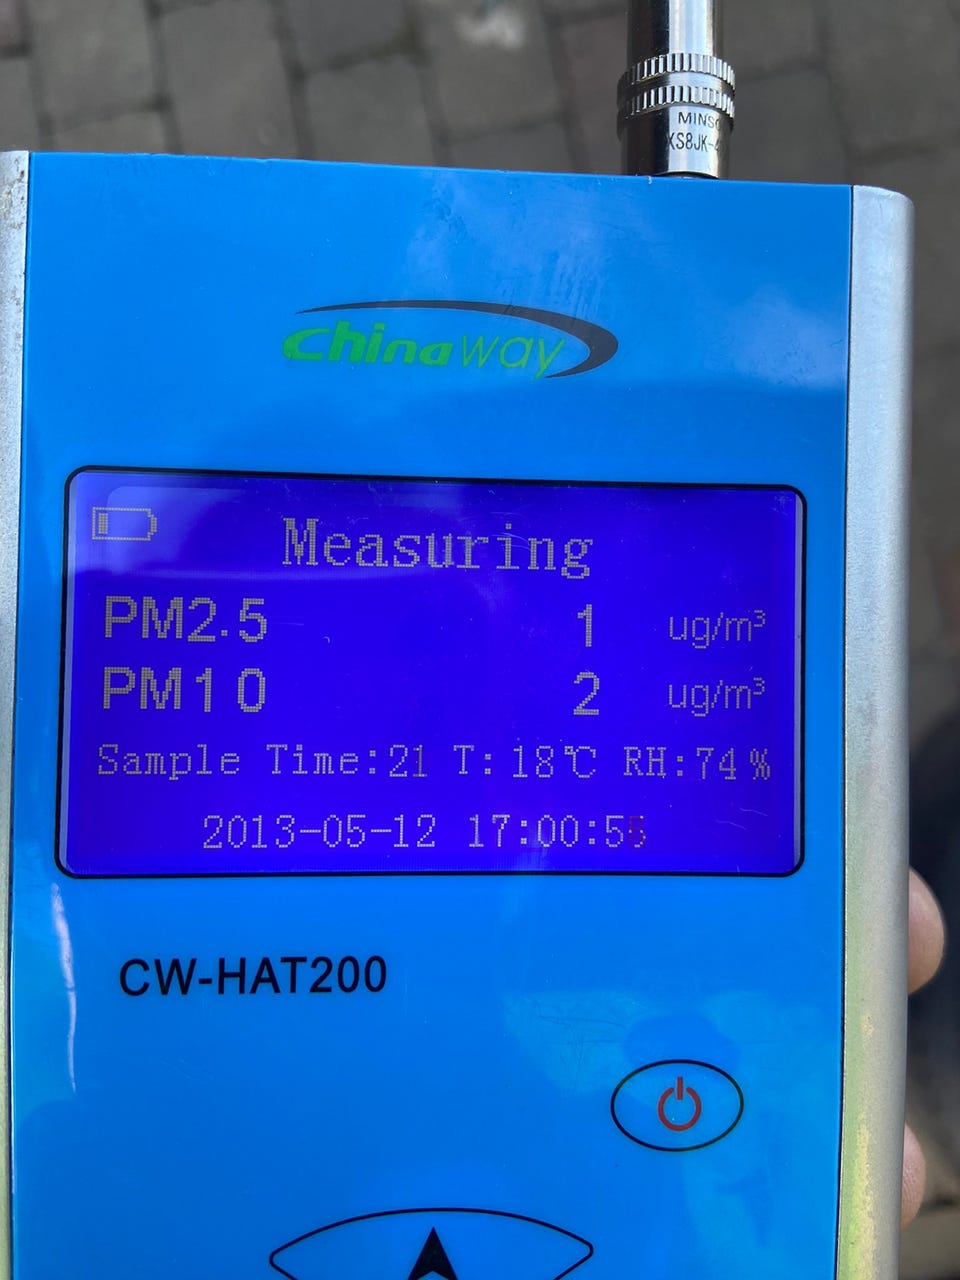 XS8JK-
chinaway
Measuring
PM2.5 1 ug/m³
PM10 2 ug/m³
Sample Time:21 T:18℃ RH:74%
2013-05-12 17:00:55
CW-HAT200